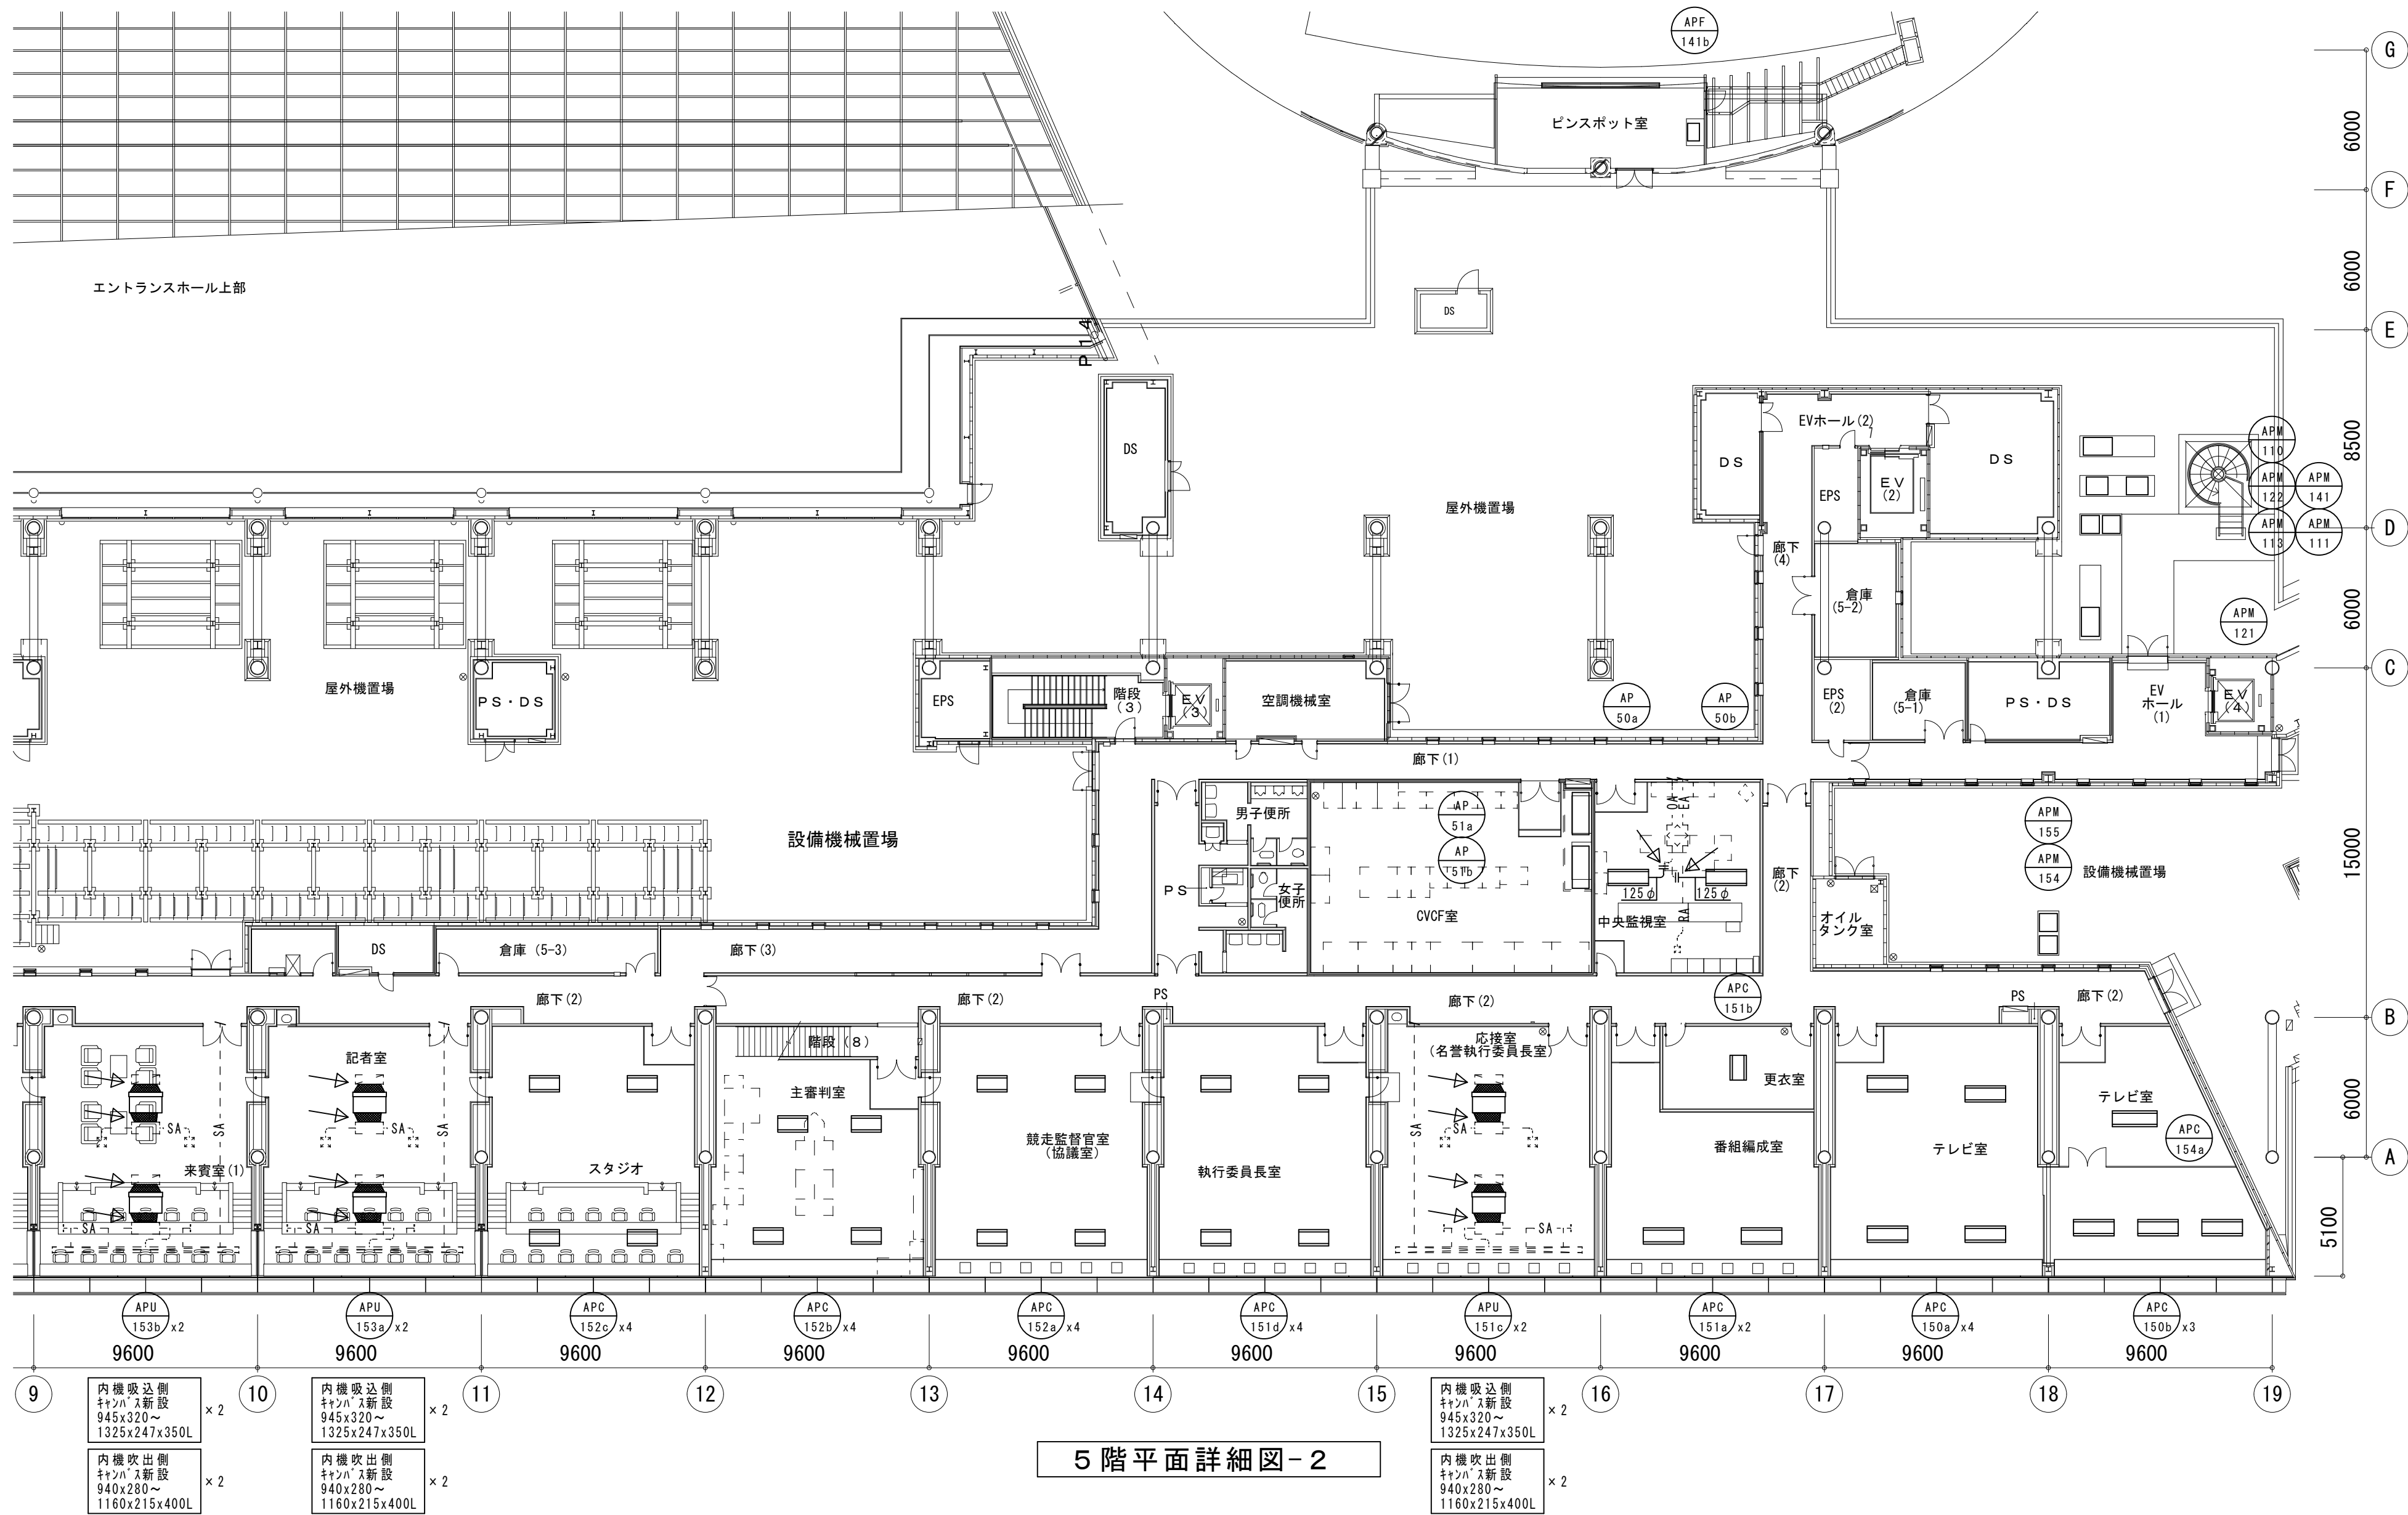 APF
141b
G
ピンスポット室
6000
F
エントランスホール上部
6000
DS
P 14
E
EVホール(2)
APM
110
8500
DS
DS
DS
EV
(2)
EPS
APM
122
APM
141
屋外機置場
APM
113
APM
111
D
廊下
(4)
倉庫
(5-2)
6000
APM
121
C
屋外機置場
PS・DS
EPS
階段
(3)
EV
(3)
空調機械室
AP
50a
AP
50b
EPS
(2)
倉庫
(5-1)
PS・DS
EV
ホール
(1)
EV
(4)
廊下(1)
男子便所
AP
51a
AP
51b
OA
EA
APM
155
APM
154
設備機械置場
設備機械置場
15000
PS
女子
便所
CVCF室
125φ
125φ
中央監視室
RA
廊下
(2)
オイル
タンク室
DS
倉庫 (5-3)
廊下(3)
廊下(2)
廊下(2)
PS
廊下(2)
APC
151b
PS
廊下(2)
B
記者室
階段 (8)
応接室
(名誉執行委員長室)
主審判室
更衣室
テレビ室
6000
SA
SA
SA
SA
SA
SA
来賓室(1)
スタジオ
競走監督官室
(協議室)
執行委員長室
番組編成室
テレビ室
APC
154a
A
SA
SA
SA
5100
APU
153b x2
APU
153a x2
APC
152c x4
APC
152b x4
APC
152a x4
APC
151d x4
APU
151c x2
APC
151a x2
APC
150a x4
APC
150b x3
9600 9600 9600 9600 9600 9600 9600 9600 9600 9600
9 10 11 12 13 14 15 16 17 18 19
内機吸込側
キャンバス新設
945x320～
1325x247x350L
×2
内機吸込側
キャンバス新設
945x320～
1325x247x350L
×2
内機吸込側
キャンバス新設
945x320～
1325x247x350L
×2
内機吹出側
キャンバス新設
940x280～
1160x215x400L
×2
内機吹出側
キャンバス新設
940x280～
1160x215x400L
×2
内機吹出側
キャンバス新設
940x280～
1160x215x400L
×2
5階平面詳細図-2